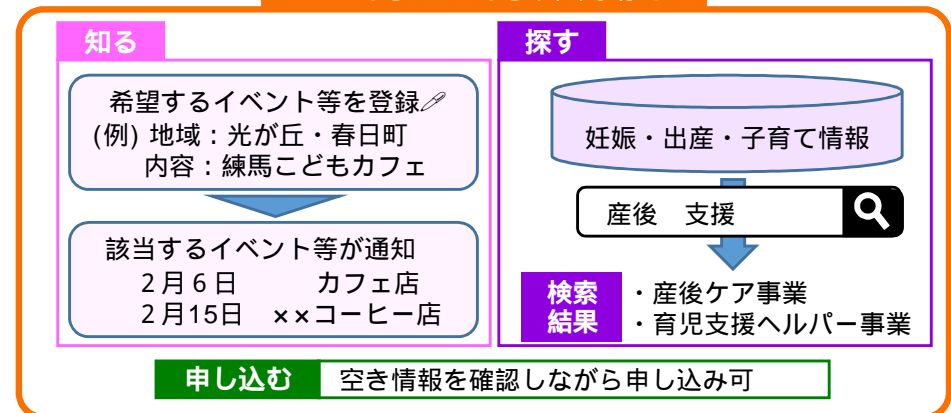 知る
希望するイベント等を登録
(例) 地域：光が丘・春日町
内容：練馬こどもカフェ
該当するイベント等が通知
２月６日　カフェ店
２月15日　××コーヒー店
探す
妊娠・出産・子育て情報
産後　支援
検索
結果
・産後ケア事業
・育児支援ヘルパー事業
申し込む　空き情報を確認しながら申し込み可